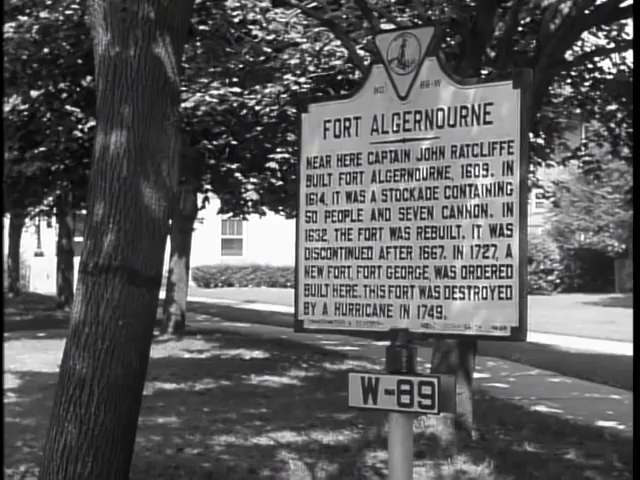 NO
FORT ALGERNOURNE
NEAR HERE CAPTAIN JOHN RATCLIFFE
BUILT FORT ALGERNOURNE, 1609. IN
1614, IT WAS A STOCKADE CONTAINING
50 PEOPLE AND SEVEN CANNON. IN
1632, THE FORT WAS REBUILT. IT WAS
DISCONTINUED AFTER 1667. IN 1727, A
NEW FORT, FORT GEORGE, WAS ORDERED
BUILT HERE. THIS FORT WAS DESTROYED
BY A HURRICANE IN 1749.
W-89